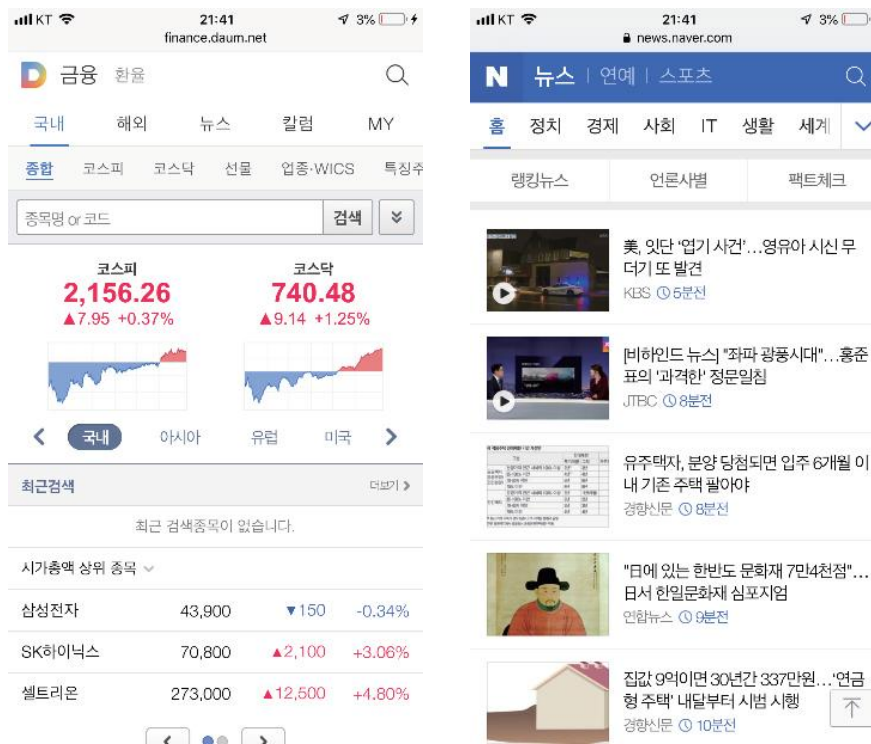 KT 21:41 3%
finance.daum.net
D 금융 환율
국내 해외 뉴스 칼럼 MY
종합 코스피 코스닥 선물 업종·WICS 특징주
종목명 or 코드 검색
코스피 코스닥
2,156.26 740.48
▲7.95 +0.37% ▲9.14 +1.25%
국내 아시아 유럽 미국
최근검색 더보기
최근 검색종목이 없습니다.
시가총액 상위 종목
삼성전자 43,900 ▼150 -0.34%
SK하이닉스 70,800 ▲2,100 +3.06%
셀트리온 273,000 ▲12,500 +4.80%
KT 21:41 3%
news.naver.com
N 뉴스 연예 스포츠
홈 정치 경제 사회 IT 생활 세계
랭킹뉴스 언론사별 팩트체크
美, 잇단 '엽기 사건'…영유아 시신 무
더기 또 발견
KBS 5분전
[비하인드 뉴스] "좌파 광풍시대"…홍준
표의 '과격한' 정문일침
JTBC 8분전
유주택자, 분양 당첨되면 입주 6개월 이
내 기존 주택 팔아야
경향신문 8분전
"日에 있는 한반도 문화재 7만4천점"…
日서 한일문화재 심포지엄
연합뉴스 9분전
집값 9억이면 30년간 337만원…'연금
형 주택' 내달부터 시범 시행
경향신문 10분전